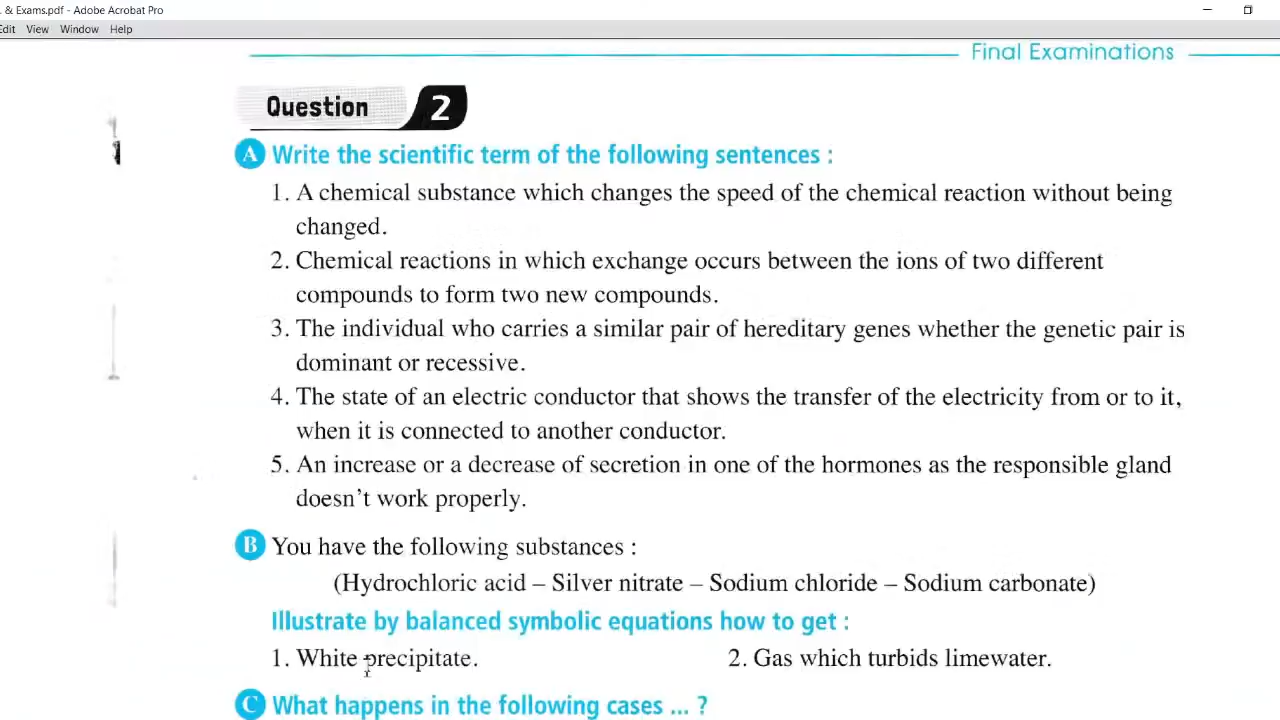 . & Exams.pdf - Adobe Acrobat Pro
Edit View Window Help
Final Examinations
Question 2
A Write the scientific term of the following sentences :
1. A chemical substance which changes the speed of the chemical reaction without being
changed.
2. Chemical reactions in which exchange occurs between the ions of two different
compounds to form two new compounds.
3. The individual who carries a similar pair of hereditary genes whether the genetic pair is
dominant or recessive.
4. The state of an electric conductor that shows the transfer of the electricity from or to it,
when it is connected to another conductor.
5. An increase or a decrease of secretion in one of the hormones as the responsible gland
doesn't work properly.
B You have the following substances :
(Hydrochloric acid – Silver nitrate – Sodium chloride – Sodium carbonate)
Illustrate by balanced symbolic equations how to get :
1. White precipitate. 2. Gas which turbids limewater.
C What happens in the following cases ... ?